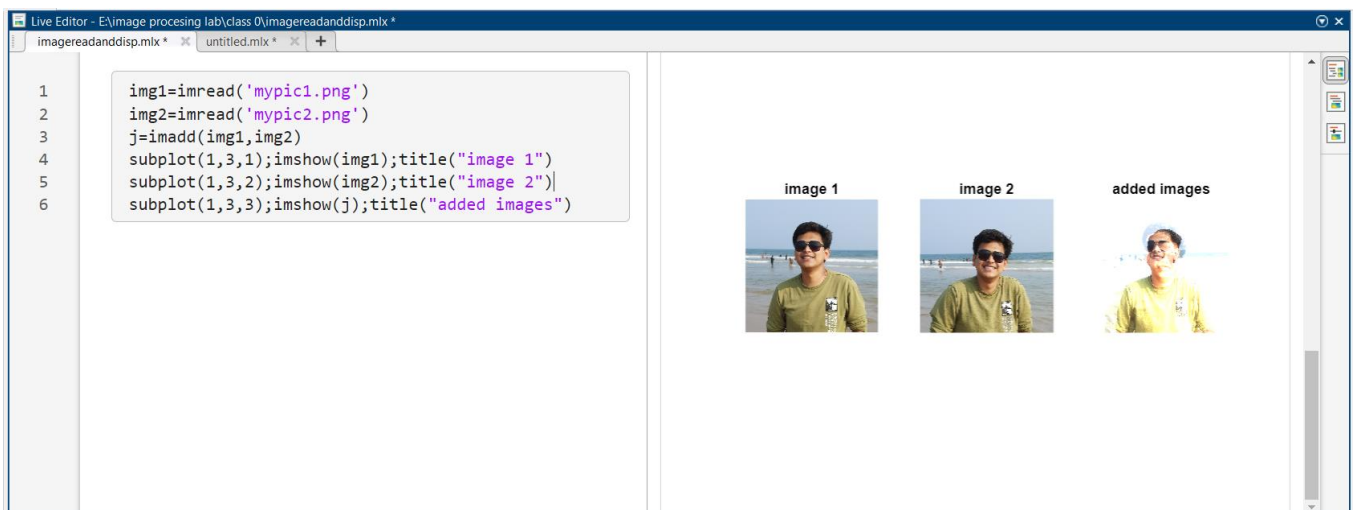 Live Editor - E:\image procesing lab\class 0\imagereadanddisp.mlx *
imagereadanddisp.mlx * × untitled.mlx * × +
1 img1=imread('mypic1.png')
2 img2=imread('mypic2.png')
3 j=imadd(img1,img2)
4 subplot(1,3,1);imshow(img1);title("image 1")
5 subplot(1,3,2);imshow(img2);title("image 2")
6 subplot(1,3,3);imshow(j);title("added images")
image 1 image 2 added images